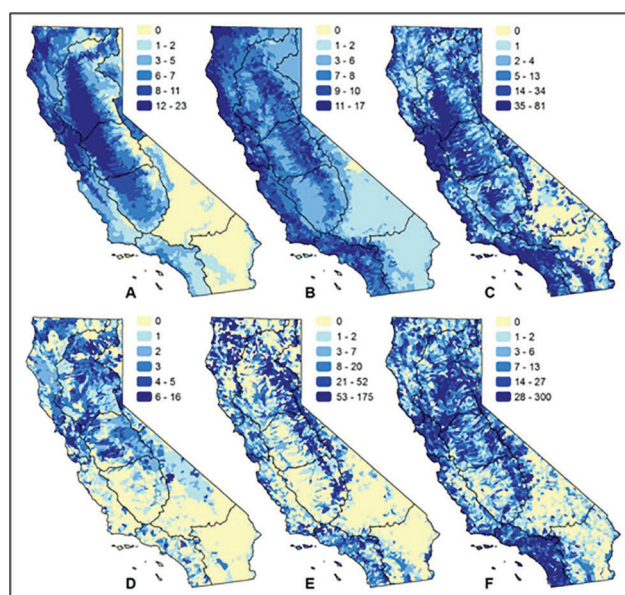 0
1 - 2
3 - 5
6 - 7
8 - 11
12 - 23
A
0
1 - 2
3 - 6
7 - 8
9 - 10
11 - 17
B
0
1
2 - 4
5 - 13
14 - 34
35 - 81
C
0
1
2
3
4 - 5
6 - 16
D
0
1 - 2
3 - 7
8 - 20
21 - 52
53 - 175
E
0
1 - 2
3 - 6
7 - 13
14 - 27
28 - 300
F